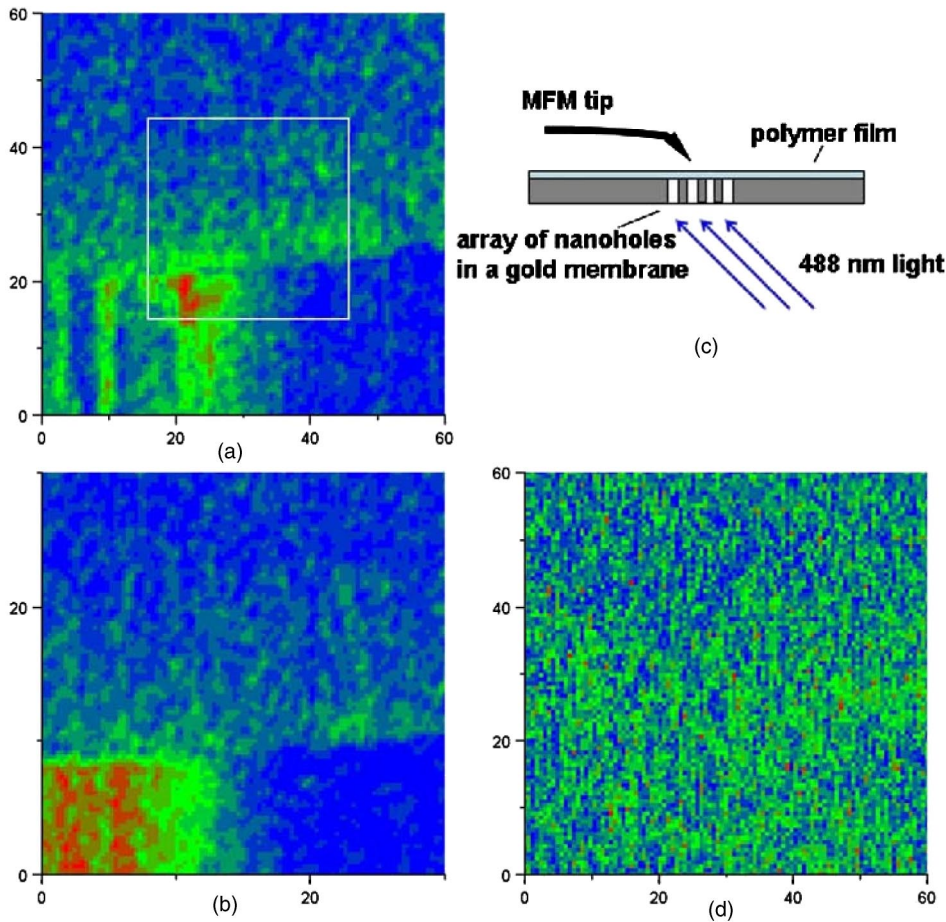 60
40
20
0
0 20 40 60
(a)
MFM tip
polymer film
array of nanoholes
in a gold membrane
488 nm light
(c)
20
0
0 20
(b)
60
40
20
0
0 20 40 60
(d)